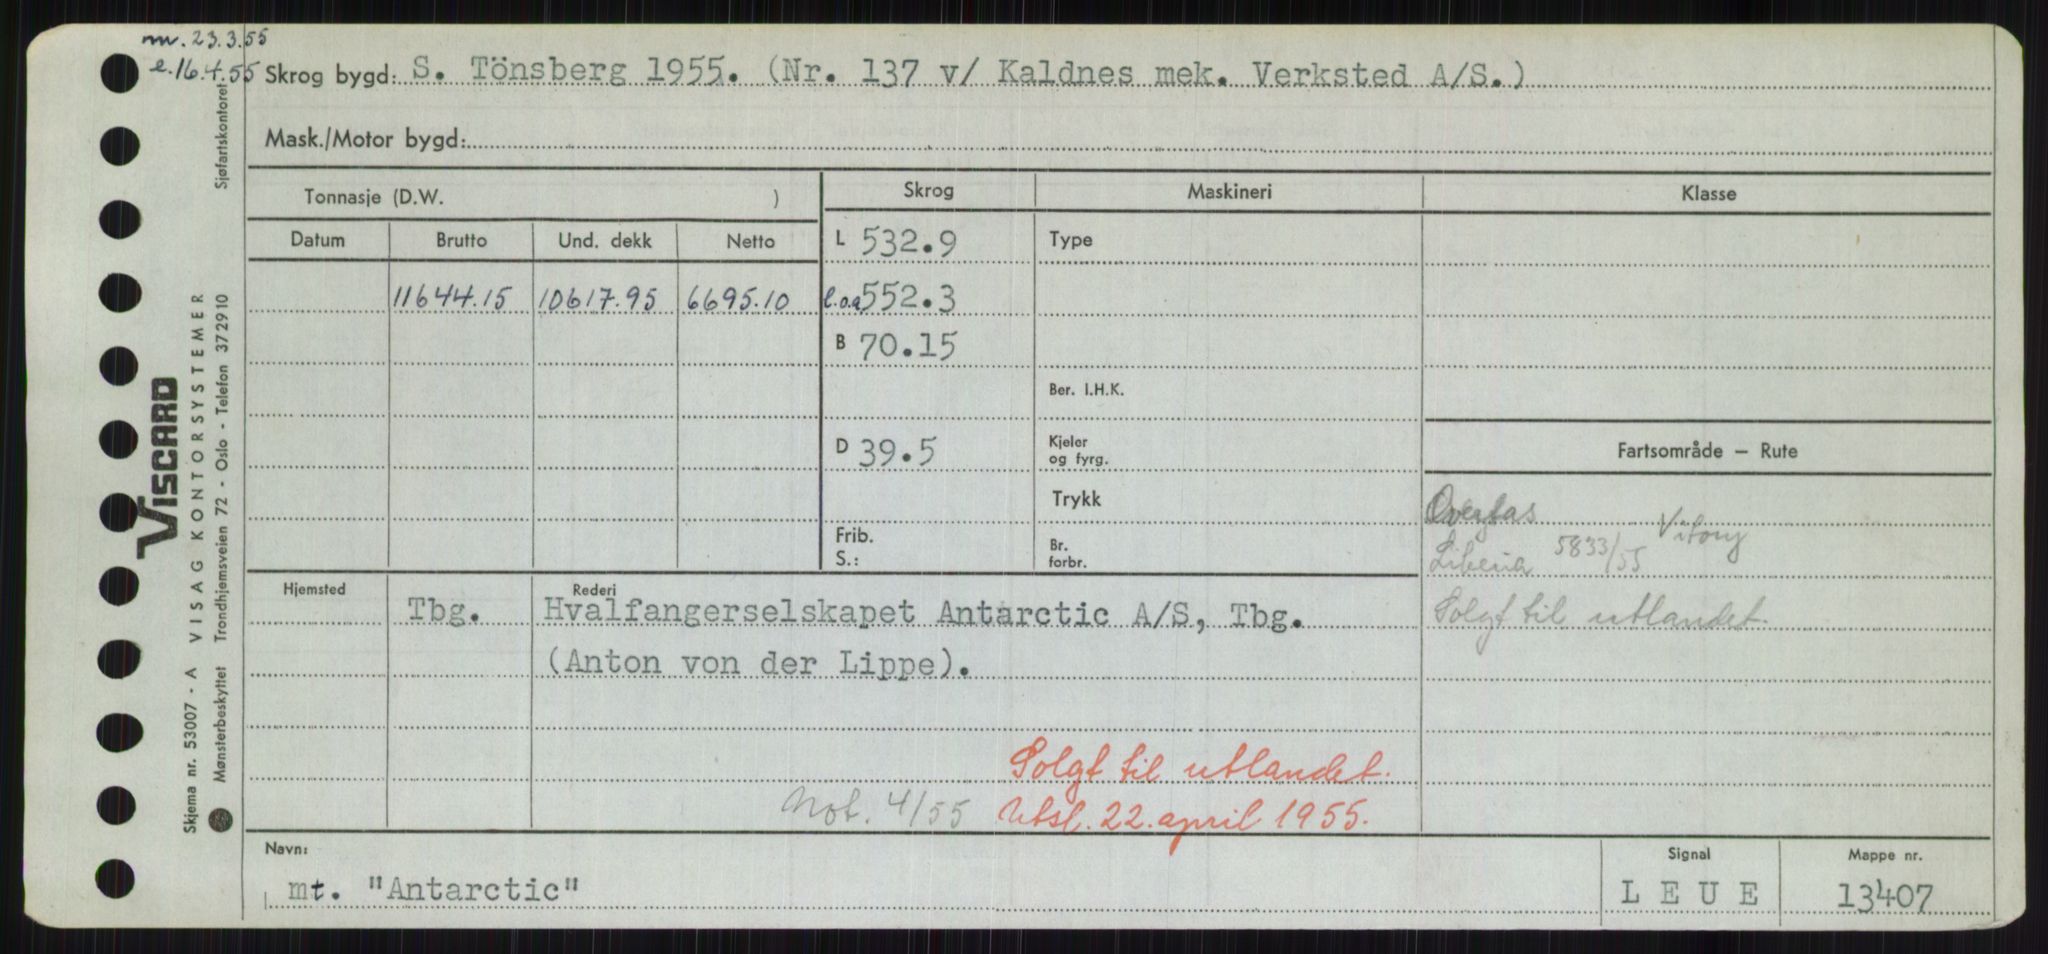 nv. 23.3.55
e. 16.4.55
Skrog bygd: S. Tönsberg 1955. (Nr. 137 v/ Kaldnes mek. Verksted A/S.)
Mask./Motor bygd:
Tonnasje (D.W. ) Skrog Maskineri Klasse
Datum Brutto Und. dekk Netto L 532.9 Type
11644.15 10617.95 6695.10 l.o.a 552.3
B 70.15
Ber. I.H.K.
D 39.5 Kjeler og fyrg. Fartsområde — Rute
Trykk
Frib. S.: Br. forbr.
Liberia 5833/55
Solgt til utlandet.
Hjemsted Rederi
Tbg. Hvalfangerselskapet Antarctic A/S, Tbg.
(Anton von der Lippe).
Solgt til utlandet.
Not. 4/55 Utsl. 22. april 1955.
Navn: Signal Mappe nr.
mt. "Antarctic" L E U E 13407
VISCARD
Skjema nr. 53007 - A VISAG KONTORSYSTEMER
Mønsterbeskyttet Trondhjemsveien 72 - Oslo - Telefon 372910 Sjøfartskontoret